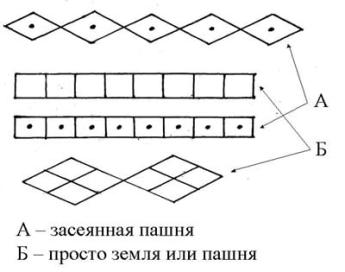 А
Б
А – засеянная пашня
Б – просто земля или пашня